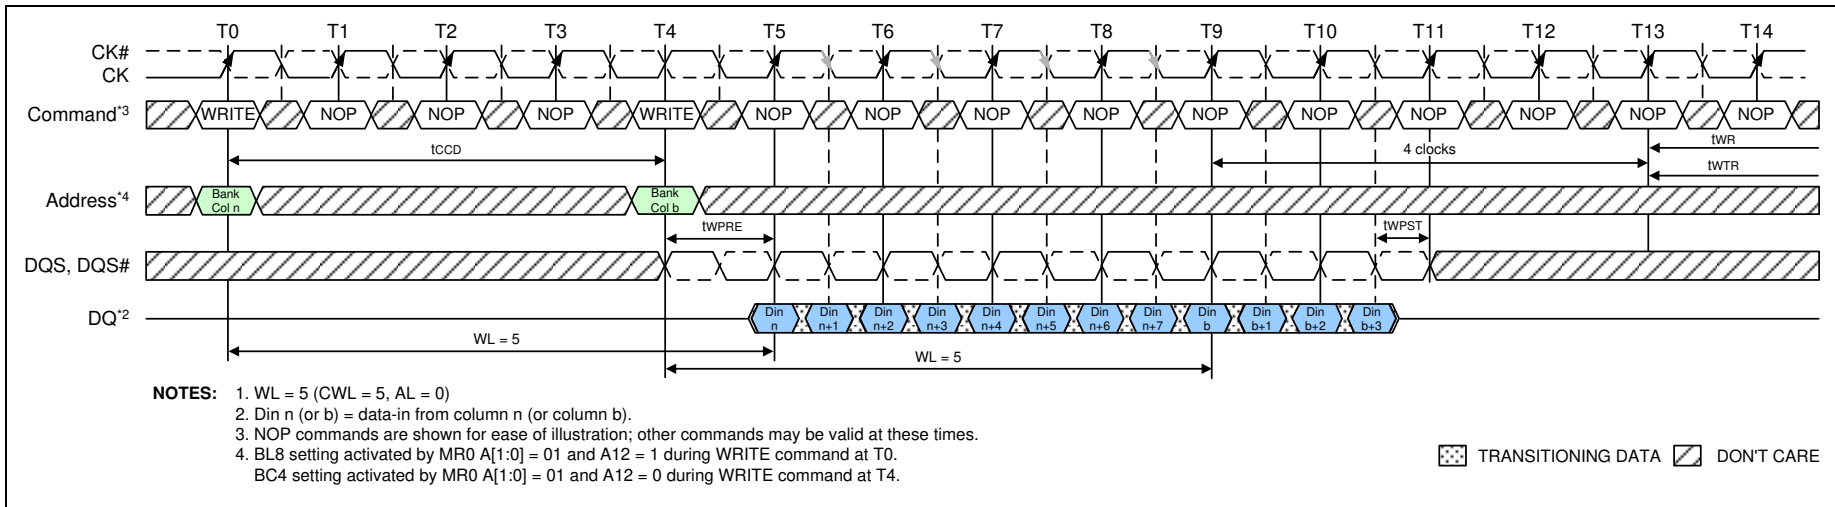 T0 T1 T2 T3 T4 T5 T6 T7 T8 T9 T10 T11 T12 T13 T14
CK#
CK
Command*3 WRITE NOP NOP NOP WRITE NOP NOP NOP NOP NOP NOP NOP NOP NOP NOP
tCCD 4 clocks tWR
tWTR
Address*4 Bank Col n Bank Col b
tWPRE tWPST
DQS, DQS#
DQ*2 Din n Din n+1 Din n+2 Din n+3 Din n+4 Din n+5 Din n+6 Din n+7 Din b Din b+1 Din b+2 Din b+3
WL = 5
WL = 5
NOTES: 1. WL = 5 (CWL = 5, AL = 0)
2. Din n (or b) = data-in from column n (or column b).
3. NOP commands are shown for ease of illustration; other commands may be valid at these times.
4. BL8 setting activated by MR0 A[1:0] = 01 and A12 = 1 during WRITE command at T0.
BC4 setting activated by MR0 A[1:0] = 01 and A12 = 0 during WRITE command at T4.
TRANSITIONING DATA DON'T CARE